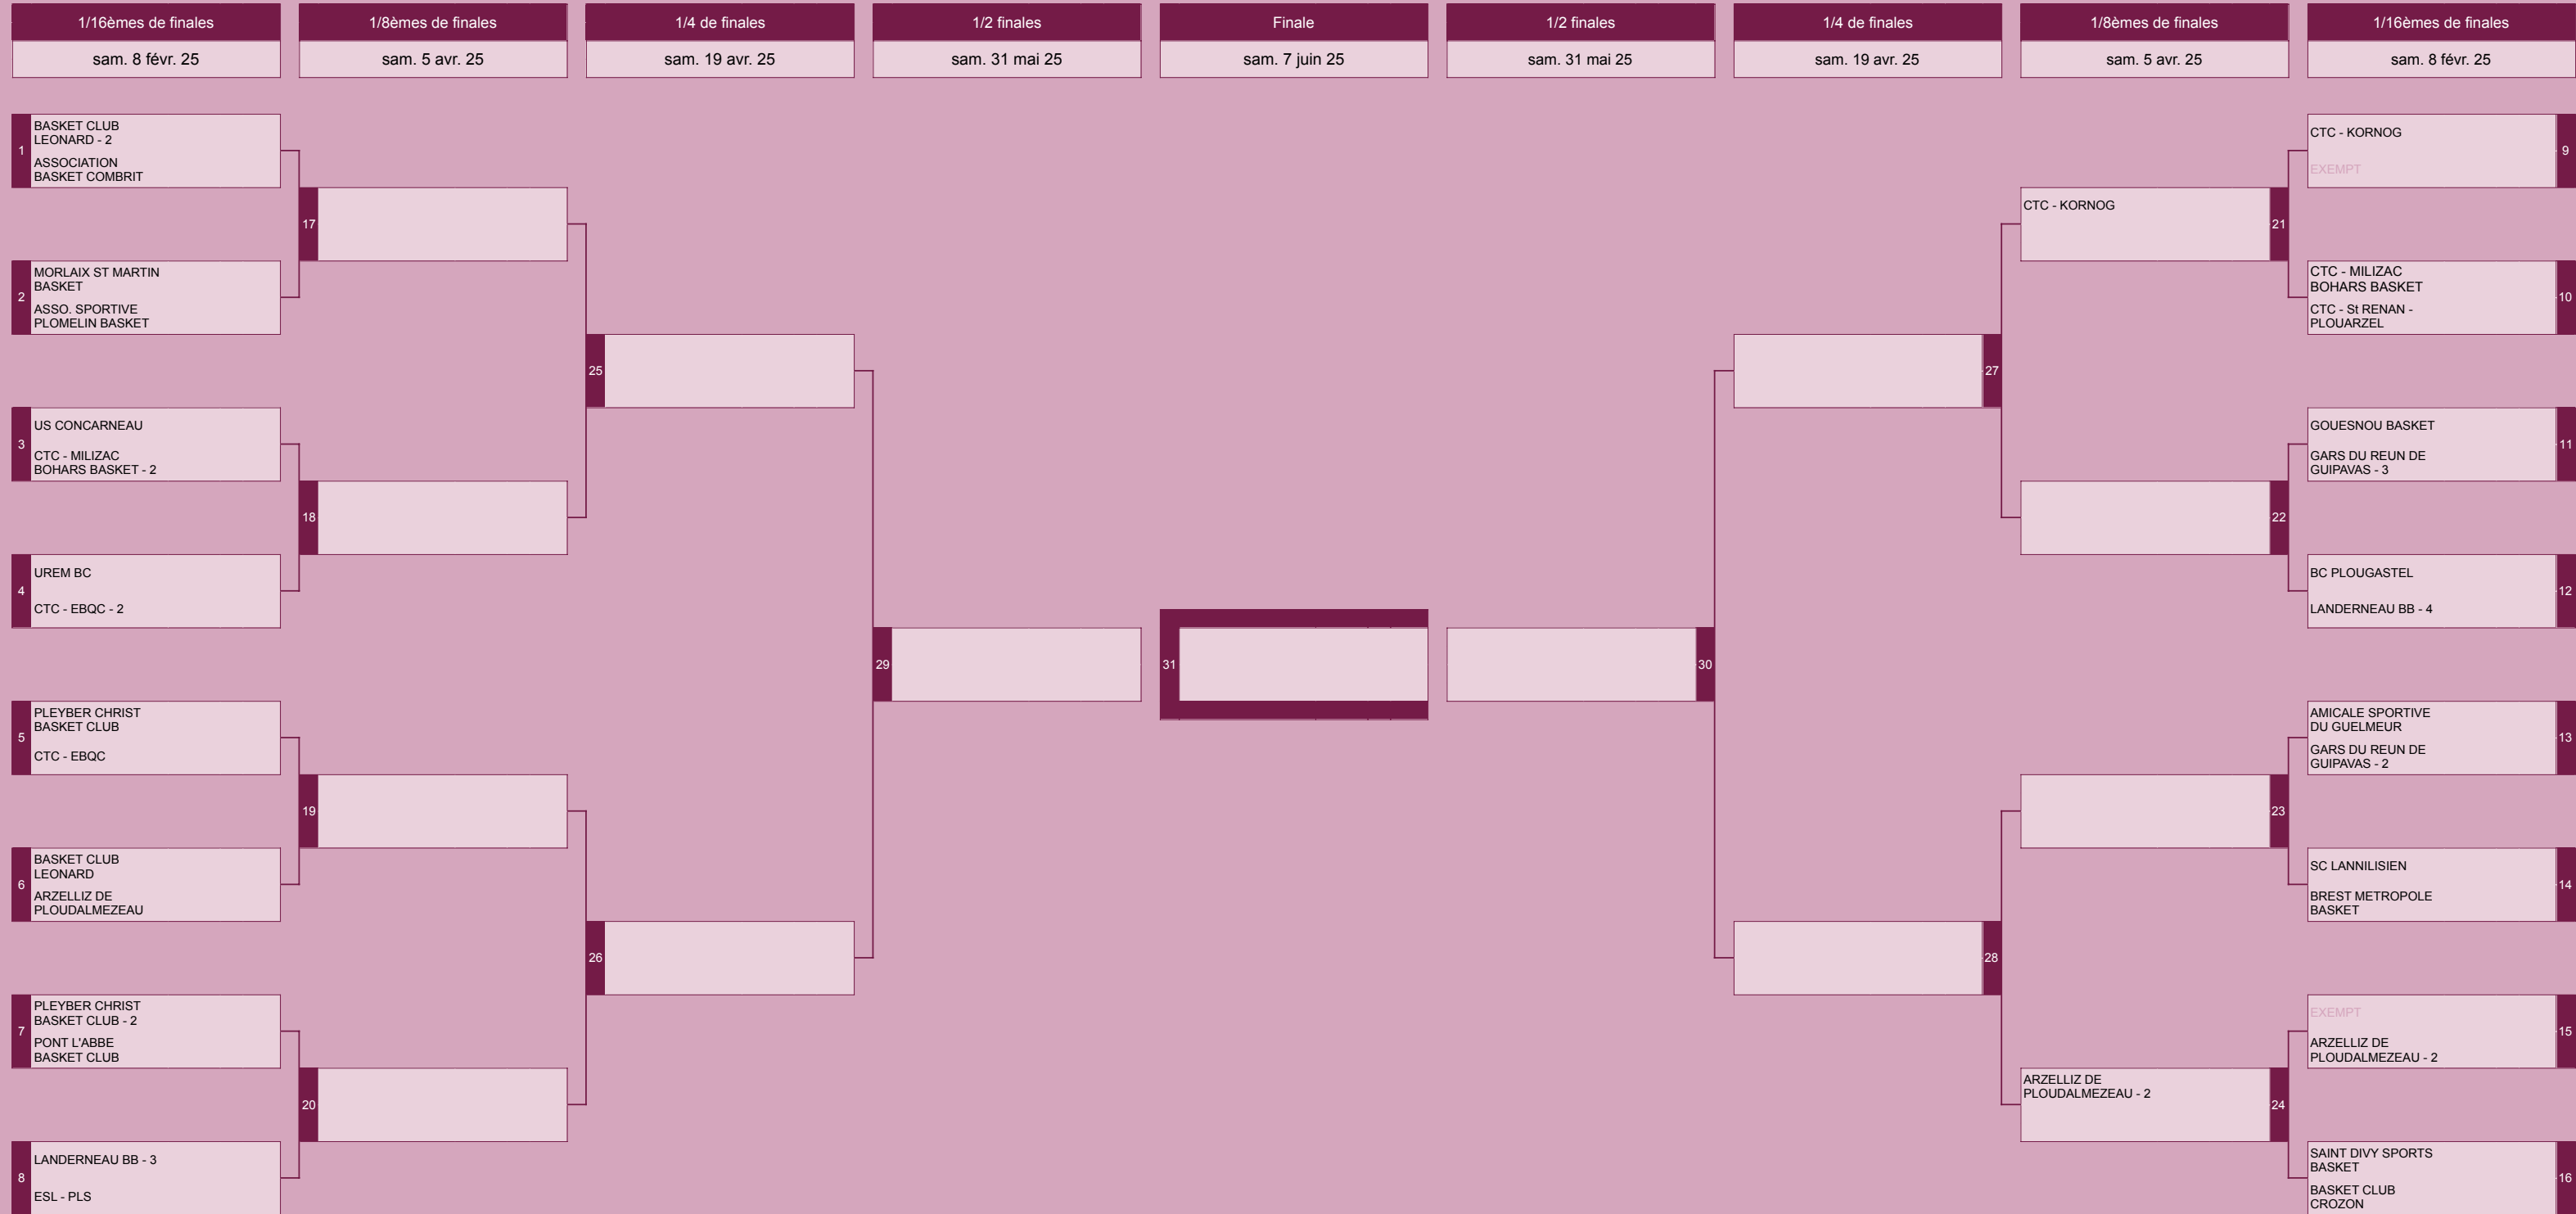 1/16èmes de finales
sam. 8 févr. 25
1/8èmes de finales
sam. 5 avr. 25
1/4 de finales
sam. 19 avr. 25
1/2 finales
sam. 31 mai 25
Finale
sam. 7 juin 25
1/2 finales
sam. 31 mai 25
1/4 de finales
sam. 19 avr. 25
1/8èmes de finales
sam. 5 avr. 25
1/16èmes de finales
sam. 8 févr. 25
1
BASKET CLUB
LEONARD - 2
ASSOCIATION
BASKET COMBRIT
2
MORLAIX ST MARTIN
BASKET
ASSO. SPORTIVE
PLOMELIN BASKET
3
US CONCARNEAU
CTC - MILIZAC
BOHARS BASKET - 2
4
UREM BC
CTC - EBQC - 2
5
PLEYBER CHRIST
BASKET CLUB
CTC - EBQC
6
BASKET CLUB
LEONARD
ARZELLIZ DE
PLOUDALMEZEAU
7
PLEYBER CHRIST
BASKET CLUB - 2
PONT L'ABBE
BASKET CLUB
8
LANDERNEAU BB - 3
ESL - PLS
17
18
19
20
25
26
29
31
30
27
28
CTC - KORNOG
21
22
23
ARZELLIZ DE
PLOUDALMEZEAU - 2
24
CTC - KORNOG
EXEMPT
9
CTC - MILIZAC
BOHARS BASKET
CTC - St RENAN -
PLOUARZEL
10
GOUESNOU BASKET
GARS DU REUN DE
GUIPAVAS - 3
11
BC PLOUGASTEL
LANDERNEAU BB - 4
12
AMICALE SPORTIVE
DU GUELMEUR
GARS DU REUN DE
GUIPAVAS - 2
13
SC LANNILISIEN
BREST METROPOLE
BASKET
14
EXEMPT
ARZELLIZ DE
PLOUDALMEZEAU - 2
15
SAINT DIVY SPORTS
BASKET
BASKET CLUB
CROZON
16